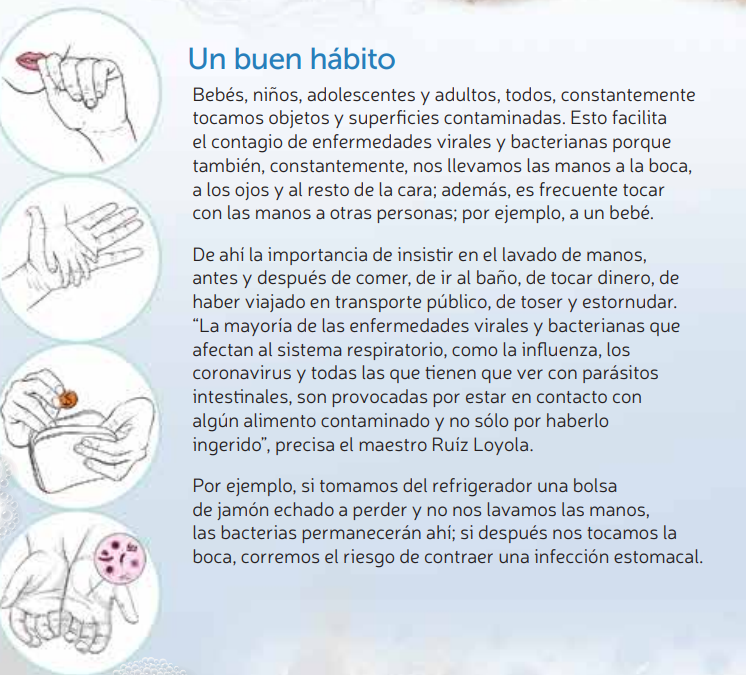 Un buen hábito
Bebés, niños, adolescentes y adultos, todos, constantemente
tocamos objetos y superficies contaminadas. Esto facilita
el contagio de enfermedades virales y bacterianas porque
también, constantemente, nos llevamos las manos a la boca,
a los ojos y al resto de la cara; además, es frecuente tocar
con las manos a otras personas; por ejemplo, a un bebé.
De ahí la importancia de insistir en el lavado de manos,
antes y después de comer, de ir al baño, de tocar dinero, de
haber viajado en transporte público, de toser y estornudar.
“La mayoría de las enfermedades virales y bacterianas que
afectan al sistema respiratorio, como la influenza, los
coronavirus y todas las que tienen que ver con parásitos
intestinales, son provocadas por estar en contacto con
algún alimento contaminado y no sólo por haberlo
ingerido”, precisa el maestro Ruíz Loyola.
Por ejemplo, si tomamos del refrigerador una bolsa
de jamón echado a perder y no nos lavamos las manos,
las bacterias permanecerán ahí; si después nos tocamos la
boca, corremos el riesgo de contraer una infección estomacal.